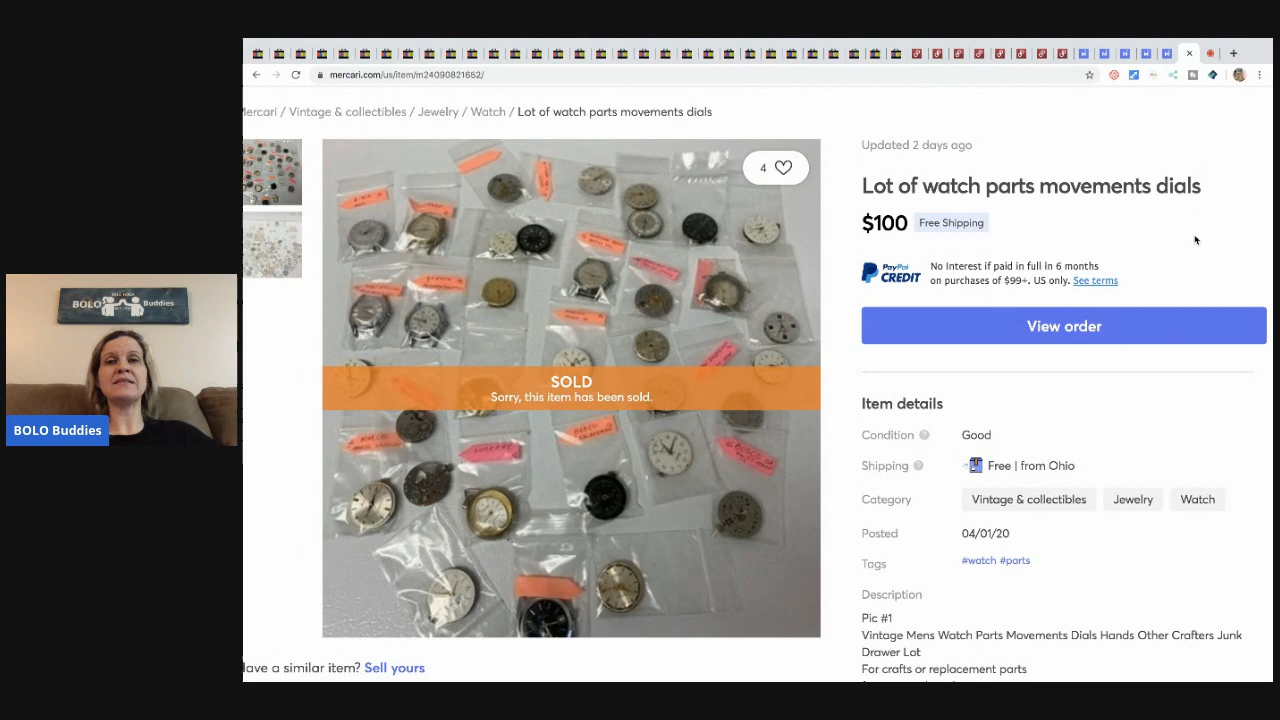 mercari.com/us/item/m24090821652/
Mercari / Vintage & collectibles / Jewelry / Watch / Lot of watch parts movements dials
4
SOLD
Sorry, this item has been sold.
Have a similar item? Sell yours
Updated 2 days ago
Lot of watch parts movements dials
$100 Free Shipping
PayPal
CREDIT
No Interest if paid in full in 6 months
on purchases of $99+. US only. See terms
View order
Item details
Condition Good
Shipping Free | from Ohio
Category Vintage & collectibles Jewelry Watch
Posted 04/01/20
Tags #watch #parts
Description
Pic #1
Vintage Mens Watch Parts Movements Dials Hands Other Crafters Junk
Drawer Lot
For crafts or replacement parts
BOLO Buddies
BOLO Buddies